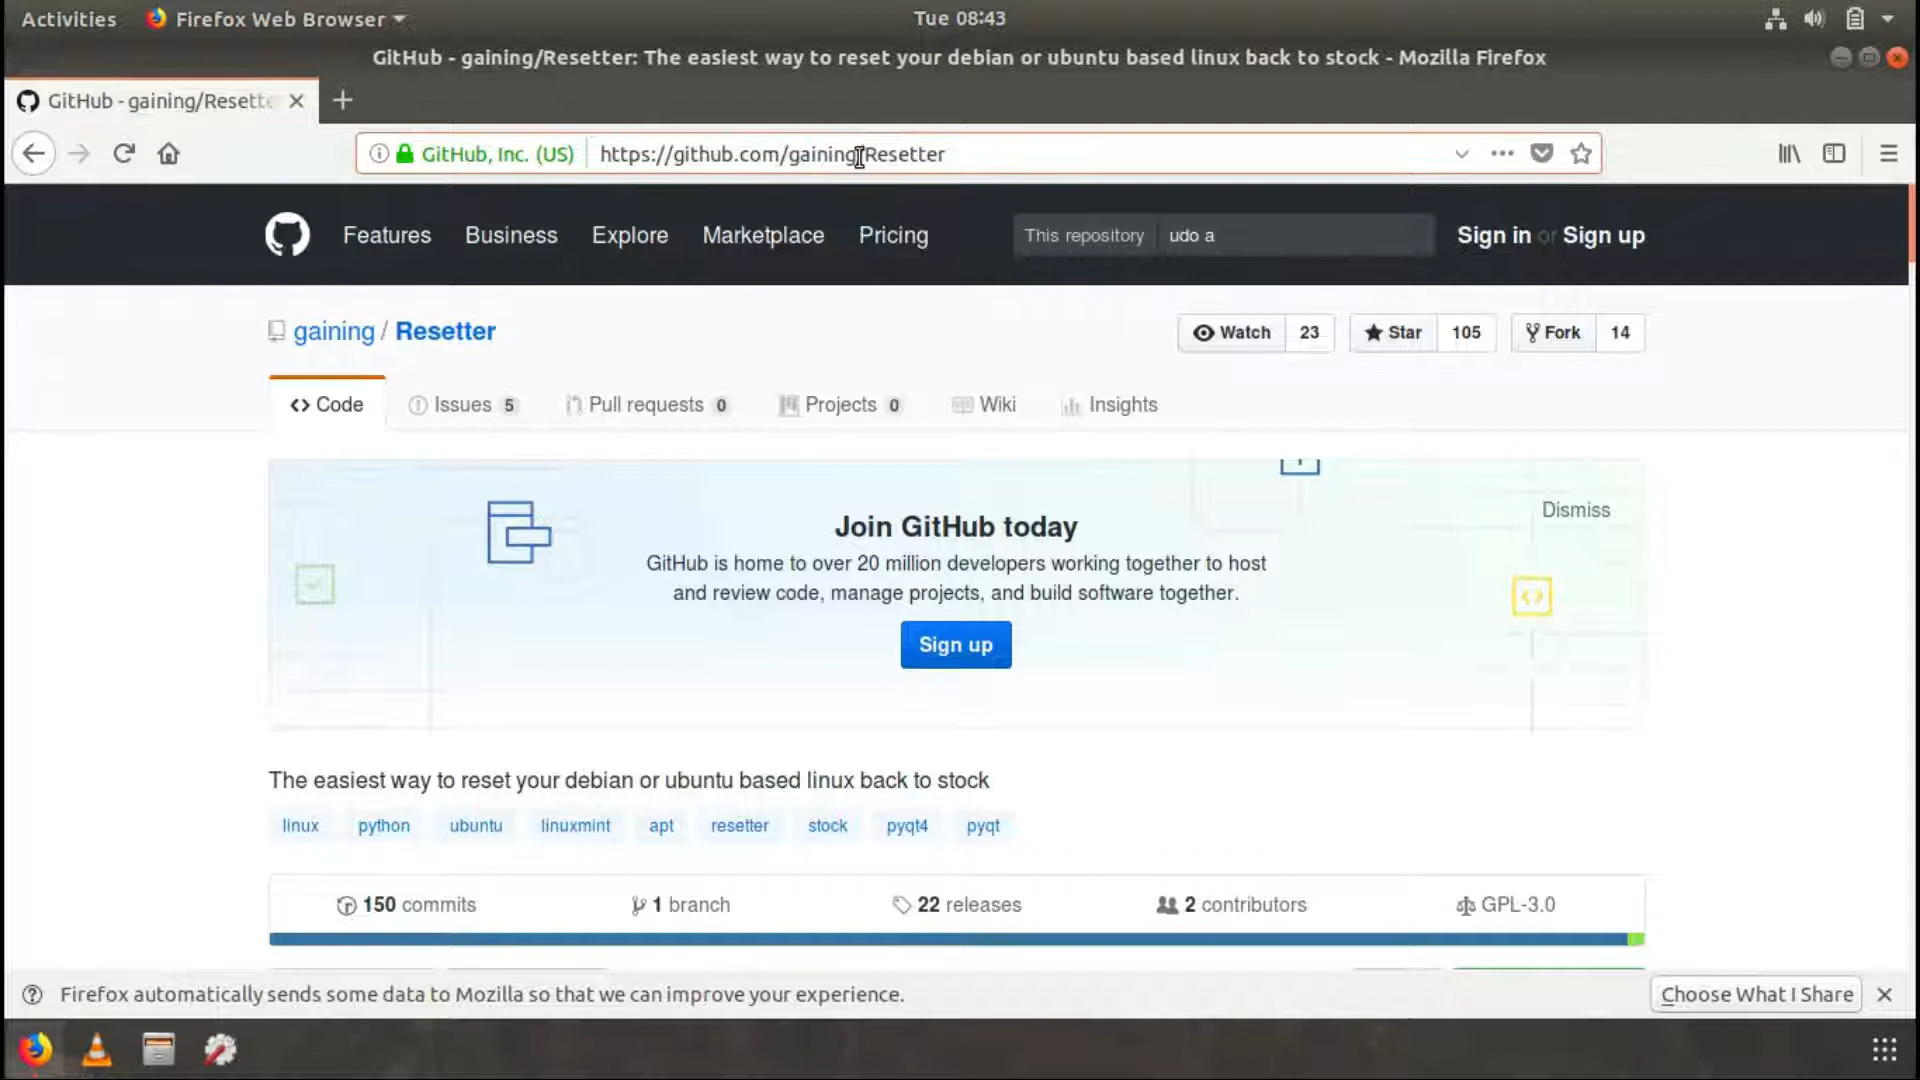 Activities Firefox Web Browser Tue 08:43
GitHub - gaining/Resetter: The easiest way to reset your debian or ubuntu based linux back to stock - Mozilla Firefox
GitHub - gaining/Resette
GitHub, Inc. (US) https://github.com/gaining/Resetter
Features Business Explore Marketplace Pricing This repository udo a Sign in or Sign up
gaining / Resetter Watch 23 Star 105 Fork 14
Code Issues 5 Pull requests 0 Projects 0 Wiki Insights
Dismiss
Join GitHub today
GitHub is home to over 20 million developers working together to host
and review code, manage projects, and build software together.
Sign up
The easiest way to reset your debian or ubuntu based linux back to stock
linux python ubuntu linuxmint apt resetter stock pyqt4 pyqt
150 commits 1 branch 22 releases 2 contributors GPL-3.0
Firefox automatically sends some data to Mozilla so that we can improve your experience. Choose What I Share